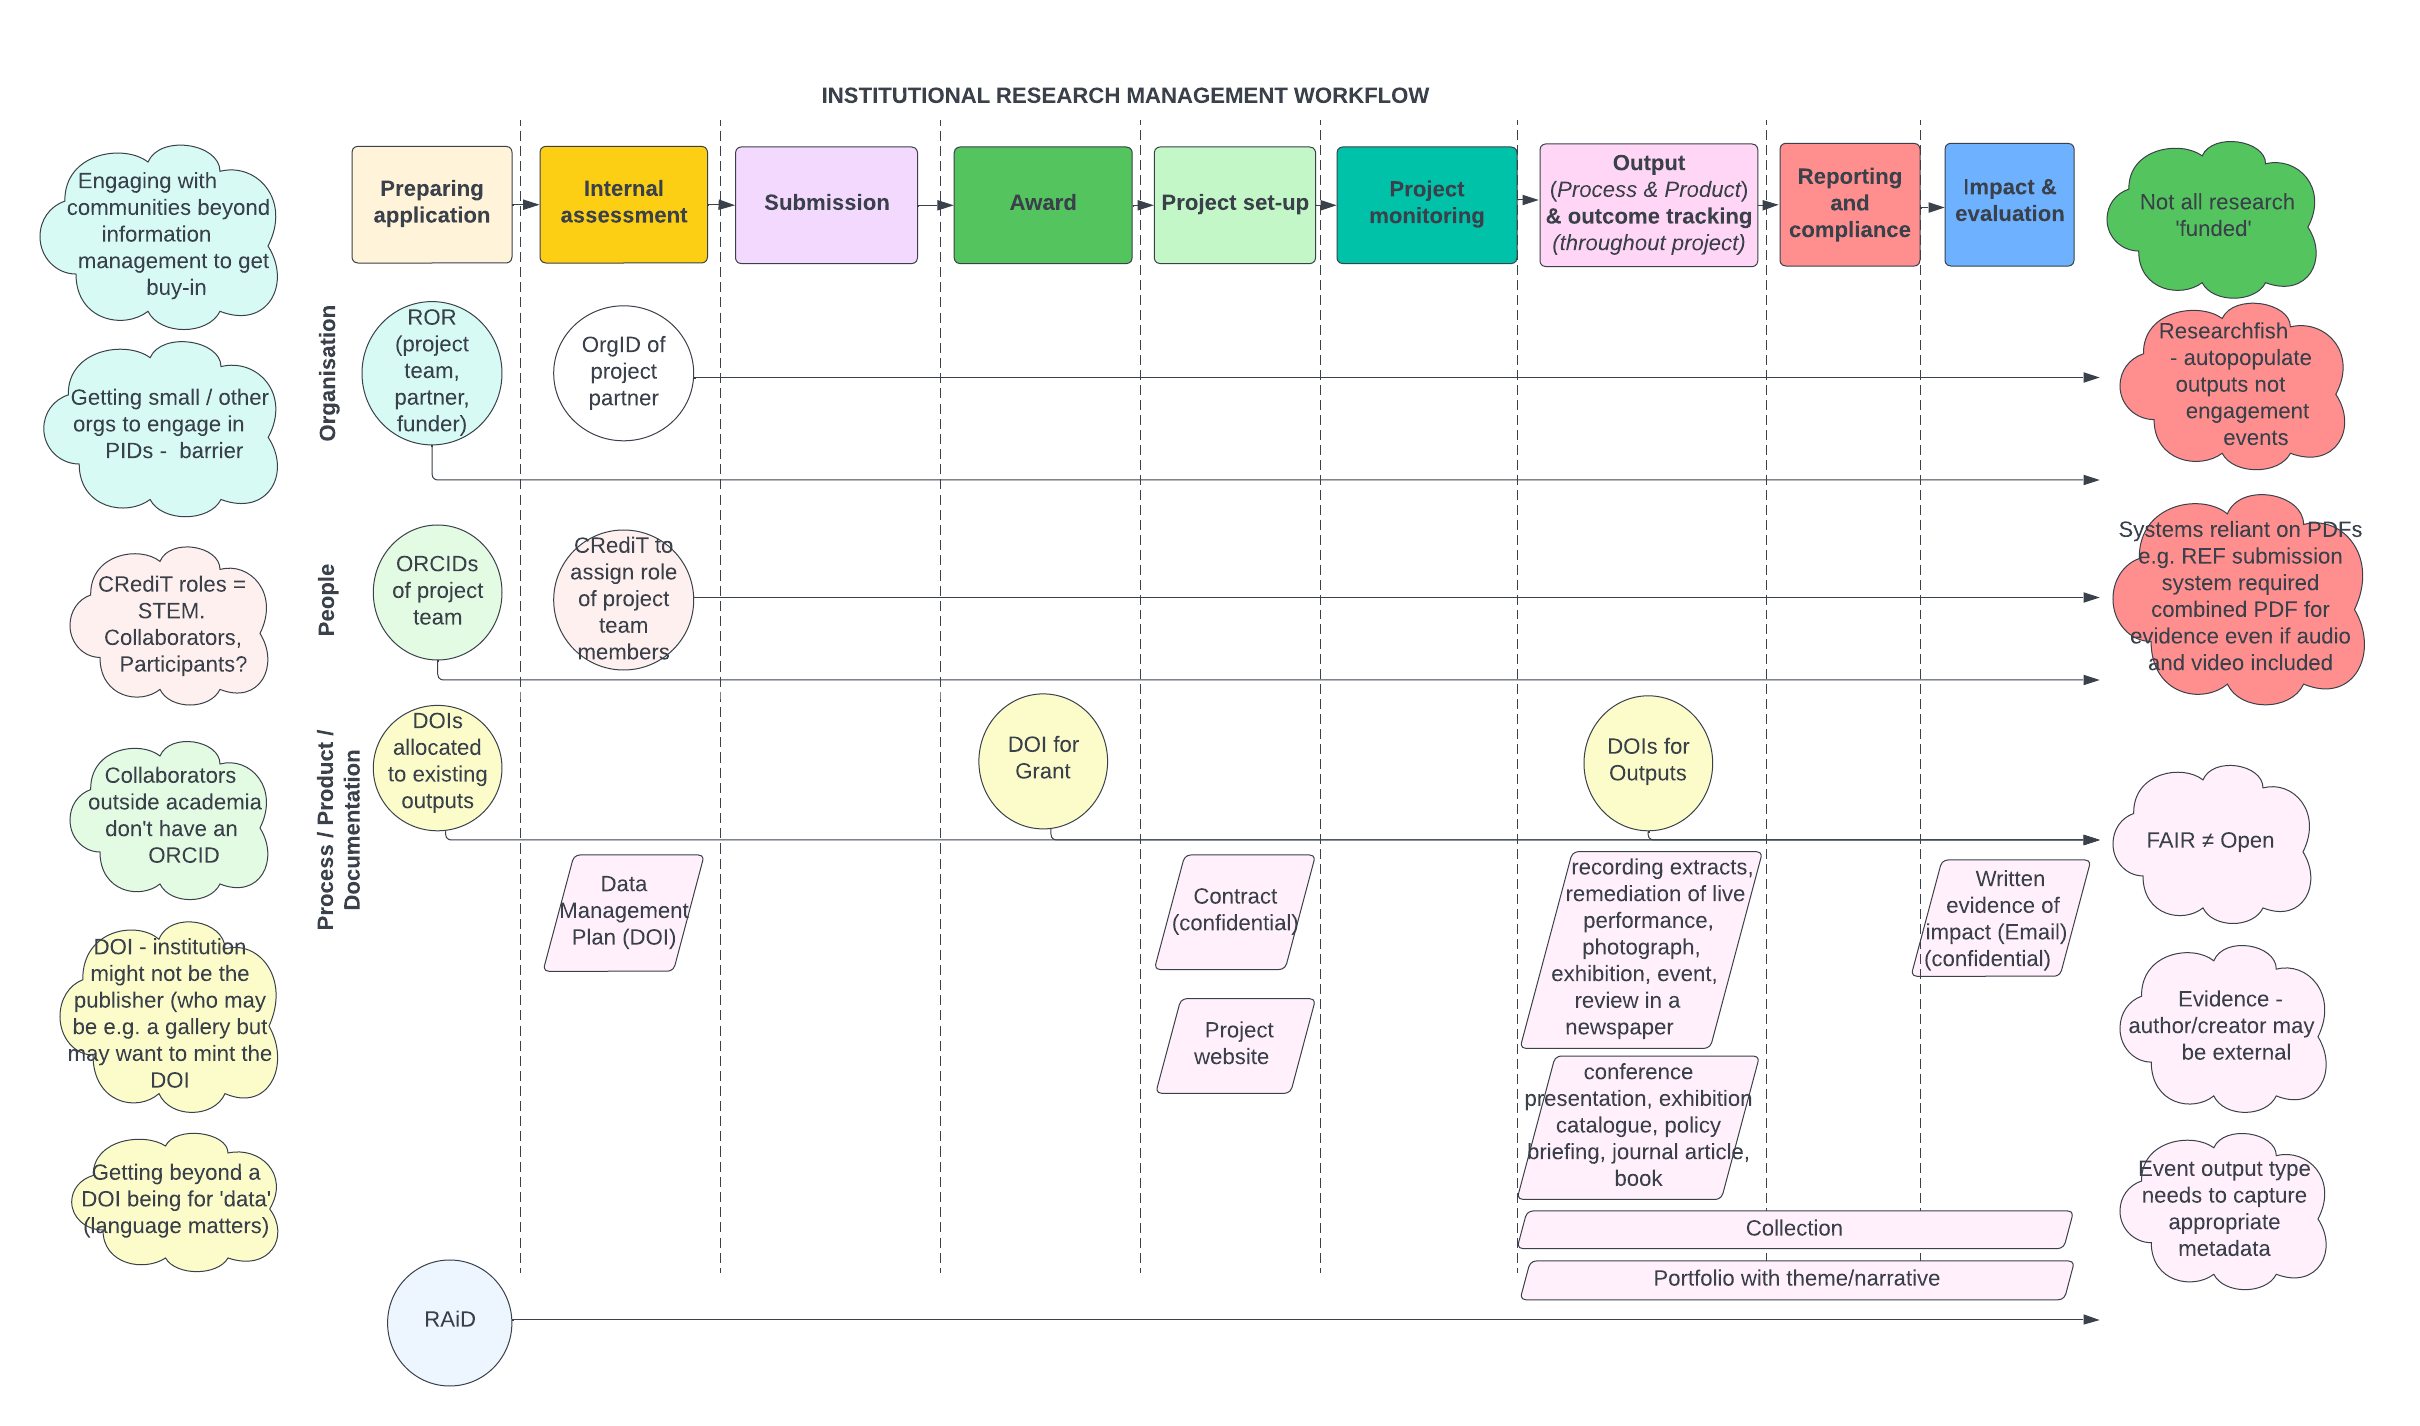 INSTITUTIONAL RESEARCH MANAGEMENT WORKFLOW
Preparing
application
Internal
assessment
Submission
Award
Project set-up
Project
monitoring
Output
(Process & Product)
& outcome tracking
(throughout project)
Reporting
and
compliance
Impact &
evaluation
Engaging with
communities beyond
information
management to get
buy-in
Getting small / other
orgs to engage in
PIDs -  barrier
CRediT roles =
STEM.
Collaborators,
Participants?
Collaborators
outside academia
don't have an
ORCID
DOI - institution
might not be the
publisher (who may
be e.g. a gallery but
may want to mint the
DOI
Getting beyond a
DOI being for 'data'
(language matters)
Organisation
ROR
(project
team,
partner,
funder)
OrgID of
project
partner
People
ORCIDs
of project
team
CRediT to
assign role
of project
team
members
Process / Product /
Documentation
DOIs
allocated
to existing
outputs
DOI for
Grant
DOIs for
Outputs
Data
Management
Plan (DOI)
Contract
(confidential)
Project
website
recording extracts,
remediation of live
performance,
photograph,
exhibition, event,
review in a
newspaper
conference
presentation, exhibition
catalogue, policy
briefing, journal article,
book
Written
evidence of
impact (Email)
(confidential)
Collection
Portfolio with theme/narrative
RAiD
Not all research
'funded'
Researchfish
- autopopulate
outputs not
engagement
events
Systems reliant on PDFs
e.g. REF submission
system required
combined PDF for
evidence even if audio
and video included
FAIR ≠ Open
Evidence -
author/creator may
be external
Event output type
needs to capture
appropriate
metadata